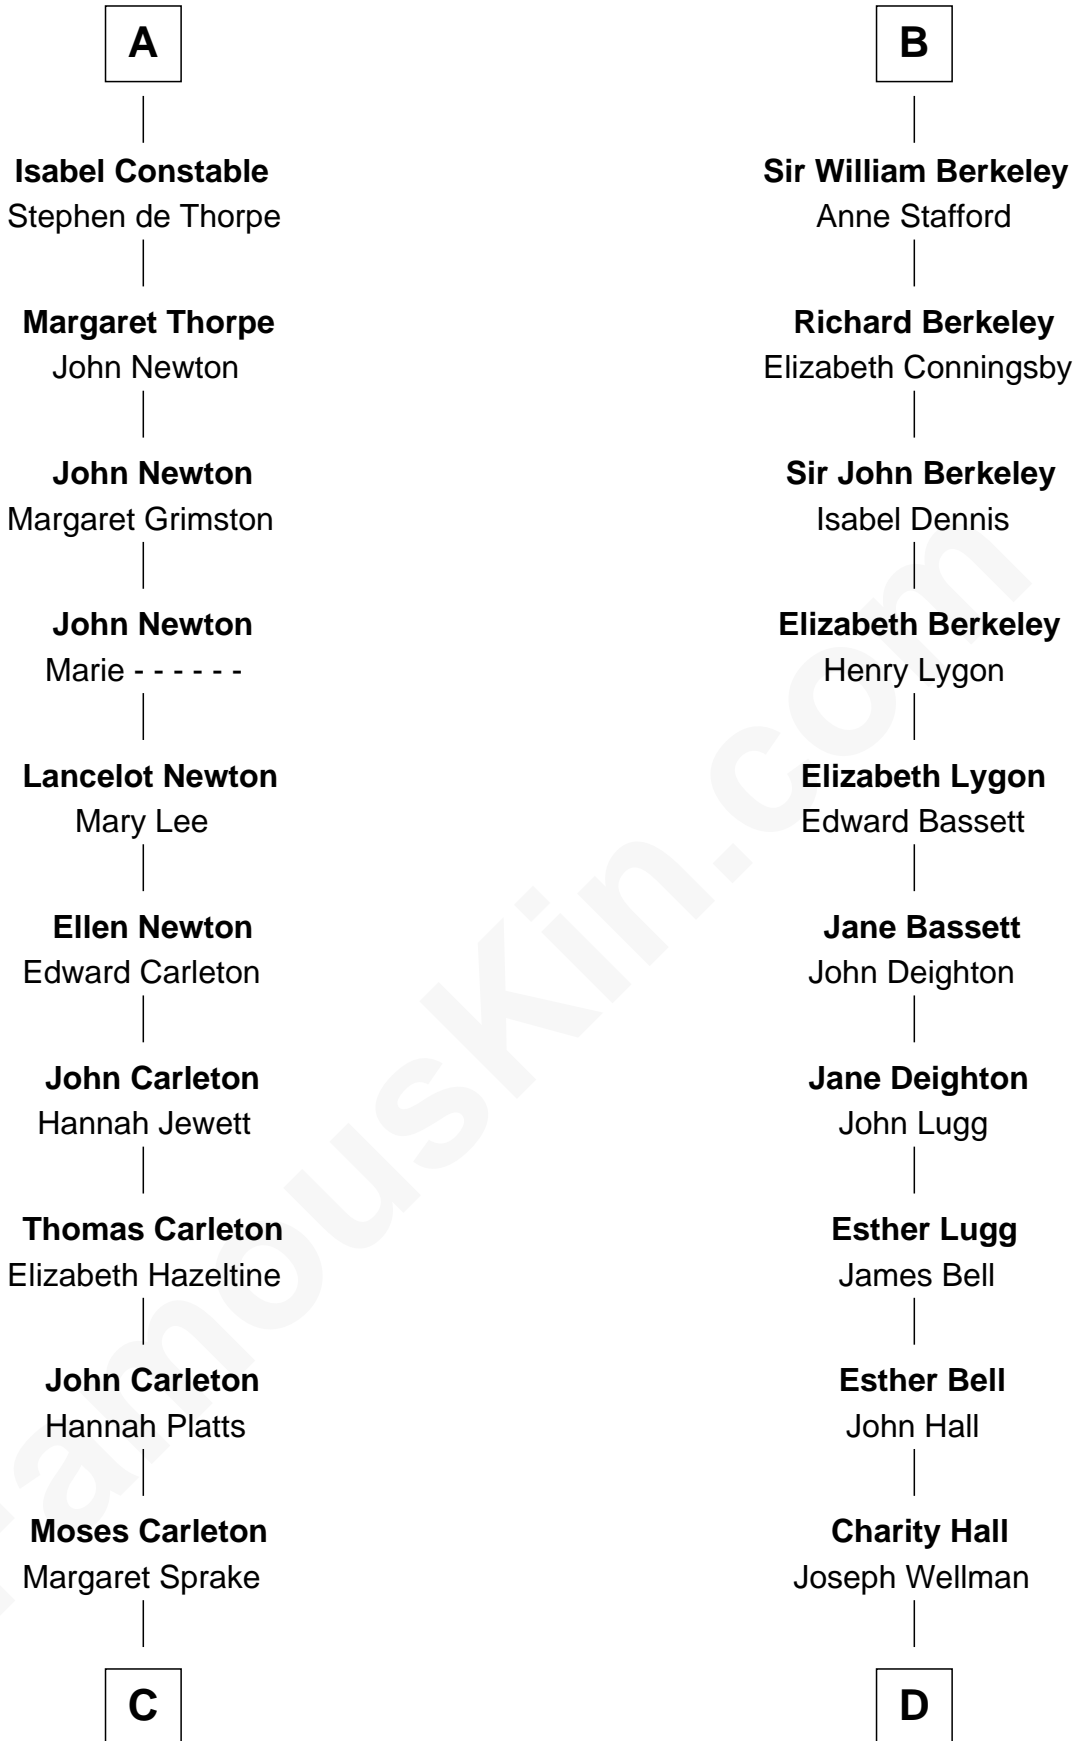 A
Isabel Constable
Stephen de Thorpe
Margaret Thorpe
John Newton
John Newton
Margaret Grimston
John Newton
Marie - - - - - -
Lancelot Newton
Mary Lee
Ellen Newton
Edward Carleton
John Carleton
Hannah Jewett
Thomas Carleton
Elizabeth Hazeltine
John Carleton
Hannah Platts
Moses Carleton
Margaret Sprake
C
B
Sir William Berkeley
Anne Stafford
Richard Berkeley
Elizabeth Conningsby
Sir John Berkeley
Isabel Dennis
Elizabeth Berkeley
Henry Lygon
Elizabeth Lygon
Edward Bassett
Jane Bassett
John Deighton
Jane Deighton
John Lugg
Esther Lugg
James Bell
Esther Bell
John Hall
Charity Hall
Joseph Wellman
D
FamousKin.com